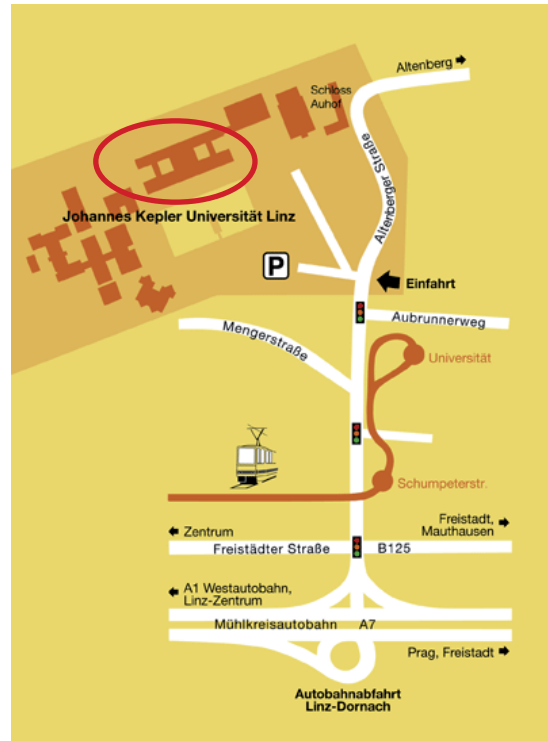 Altenberg
Schloss
Auhof
Altenberger Straße
Johannes Kepler Universität Linz
P
Einfahrt
Aubrunnerweg
Mengerstraße
Universität
Schumpeterstr.
Zentrum
Freistadt,
Mauthausen
Freistädter Straße B125
A1 Westautobahn,
Linz-Zentrum
Mühlkreisautobahn A7
Prag, Freistadt
Autobahnabfahrt
Linz-Dornach